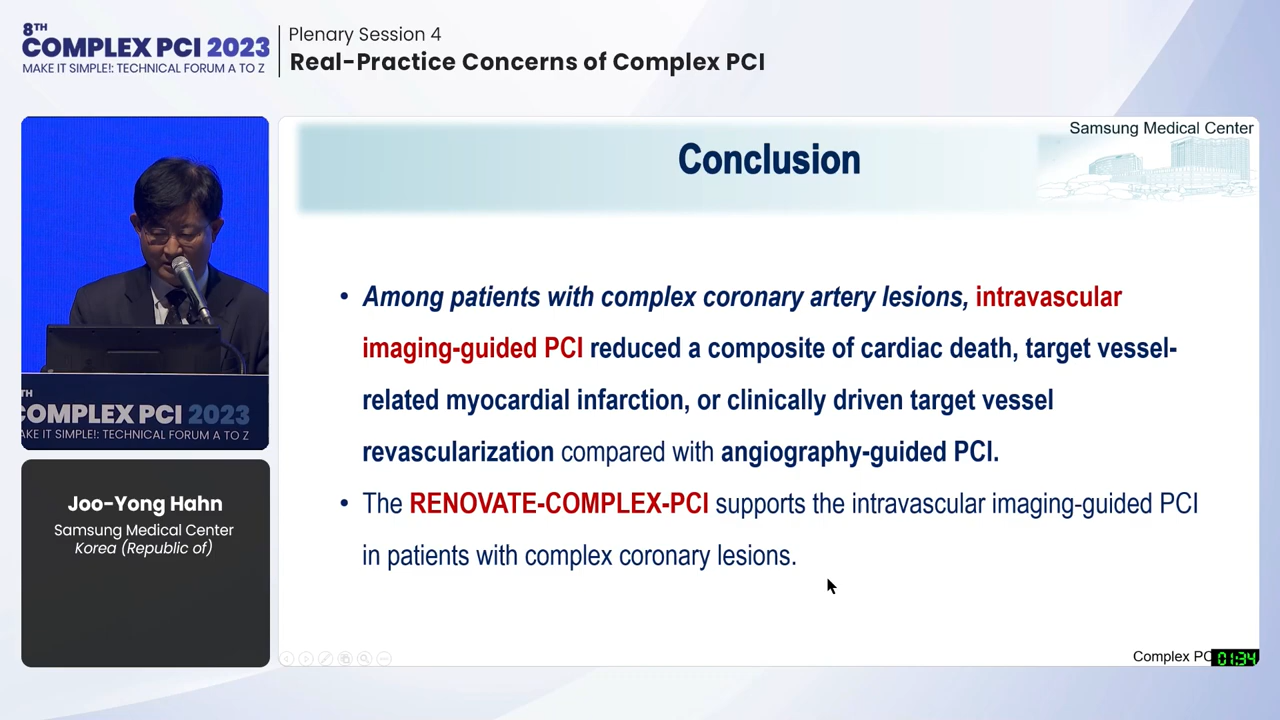 8TH
COMPLEX PCI 2023
MAKE IT SIMPLE!: TECHNICAL FORUM A TO Z
Plenary Session 4
Real-Practice Concerns of Complex PCI
Samsung Medical Center
Conclusion
• Among patients with complex coronary artery lesions, intravascular
imaging-guided PCI reduced a composite of cardiac death, target vessel-
related myocardial infarction, or clinically driven target vessel
revascularization compared with angiography-guided PCI.
• The RENOVATE-COMPLEX-PCI supports the intravascular imaging-guided PCI
in patients with complex coronary lesions.
TH
COMPLEX PCI 2023
AKE IT SIMPLE!: TECHNICAL FORUM A TO Z
Joo-Yong Hahn
Samsung Medical Center
Korea (Republic of)
Complex PC
01:34